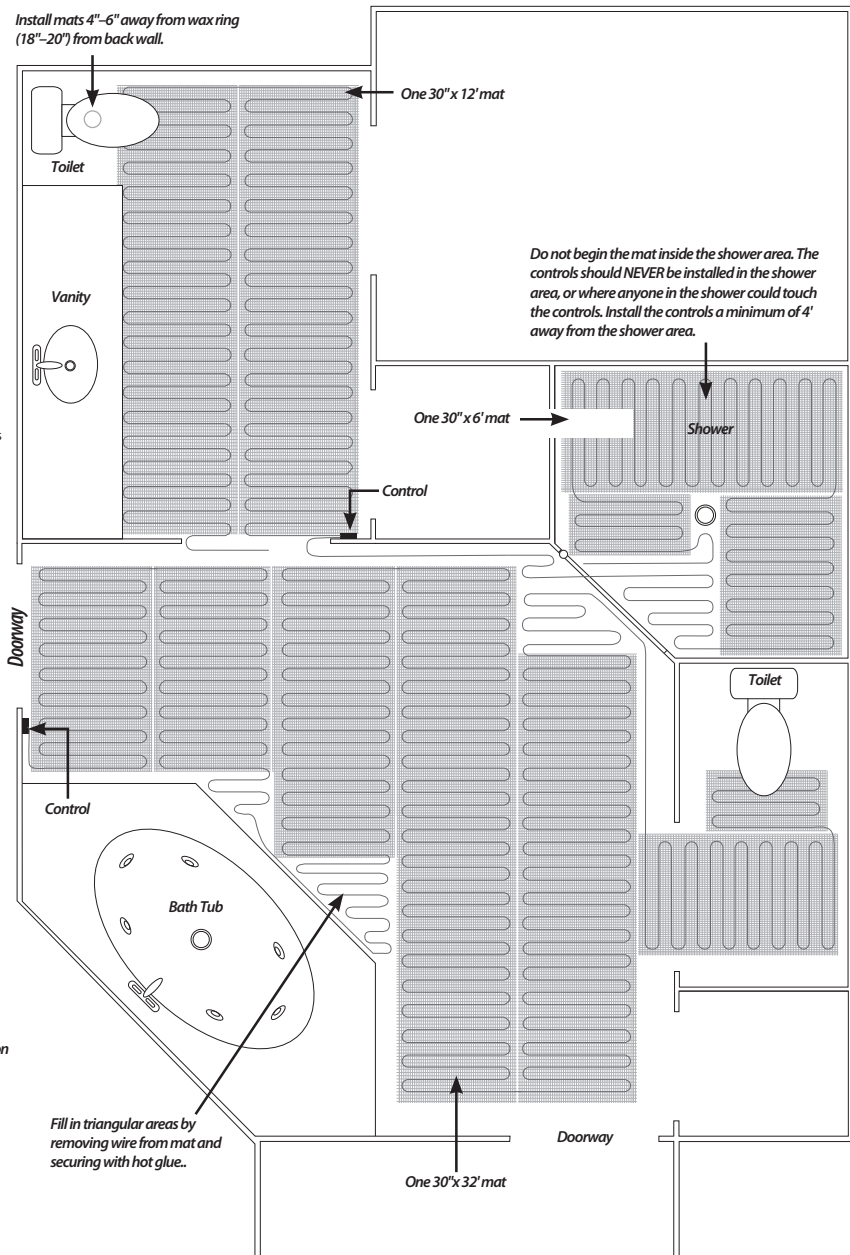 Install mats 4"–6" away from wax ring
(18"–20") from back wall.
One 30" x 12' mat
Toilet
Do not begin the mat inside the shower area. The
controls should NEVER be installed in the shower
area, or where anyone in the shower could touch
the controls. Install the controls a minimum of 4'
away from the shower area.
Vanity
One 30" x 6' mat
Shower
s
Control
Doorway
Toilet
Control
Bath Tub
on
Fill in triangular areas by
removing wire from mat and
securing with hot glue..
Doorway
One 30"x 32' mat